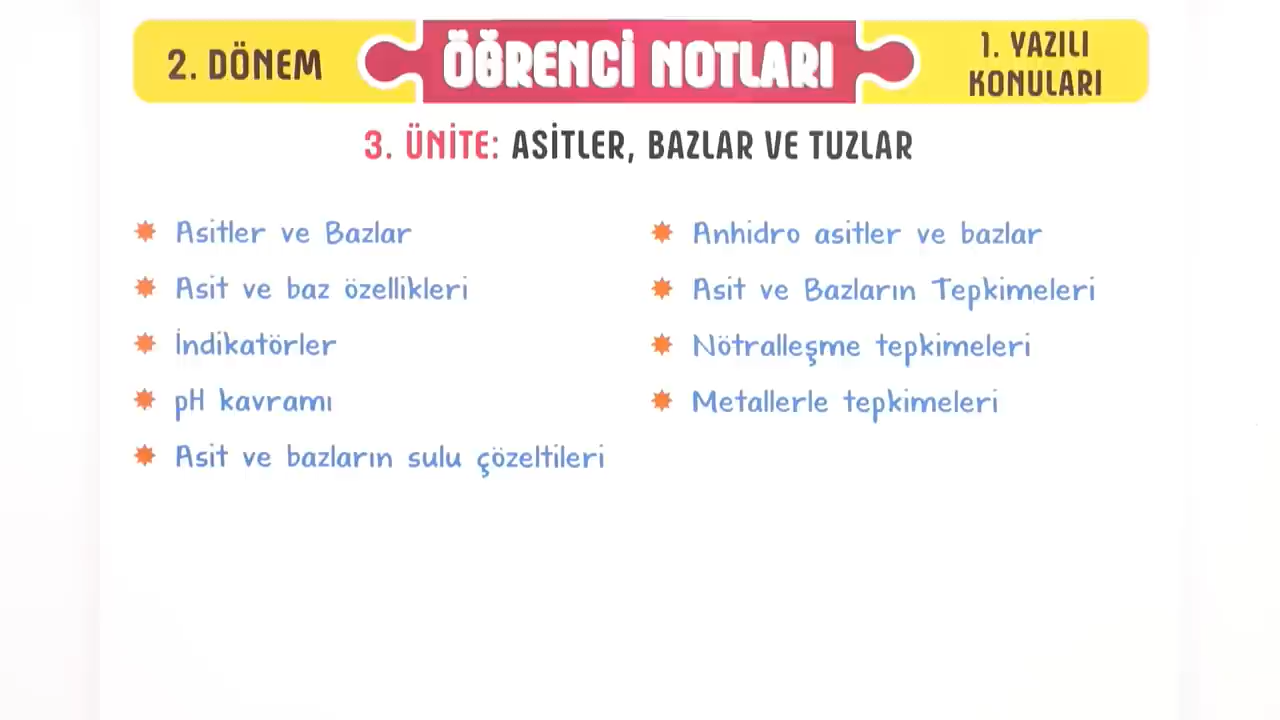 2. DÖNEM
ÖĞRENCİ NOTLARI
1. YAZILI
KONULARI
3. ÜNİTE: ASİTLER, BAZLAR VE TUZLAR
Asitler ve Bazlar
Asit ve baz özellikleri
İndikatörler
pH kavramı
Asit ve bazların sulu çözeltileri
Anhidro asitler ve bazlar
Asit ve Bazların Tepkimeleri
Nötralleşme tepkimeleri
Metallerle tepkimeleri